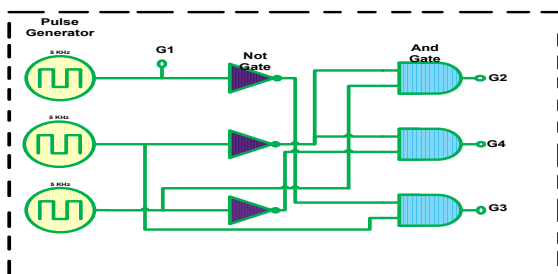 Pulse
Generator
5 KHz
G1
Not
Gate
And
Gate
G2
5 KHz
G4
5 KHz
G3